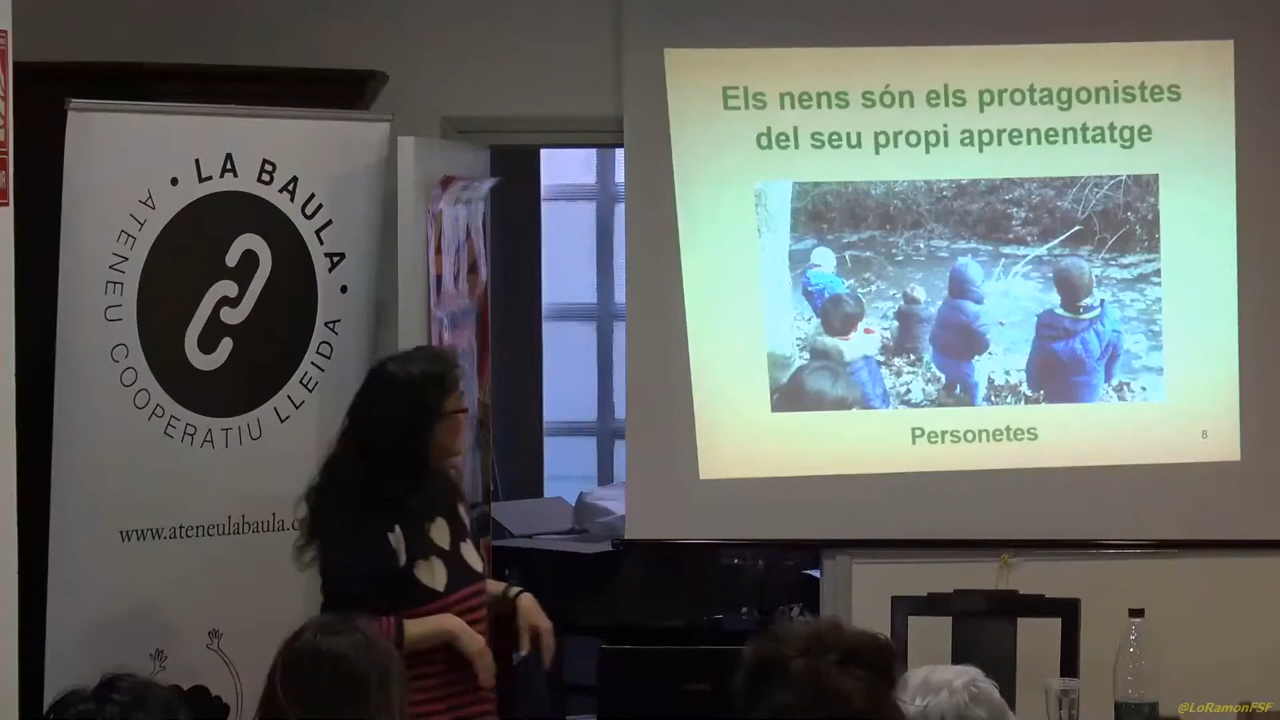 • LA BAULA •
ATENEU COOPERATIU LLEIDA
www.ateneulabaula.c
Els nens són els protagonistes
del seu propi aprenentatge
Personetes
8
@LoRamonFSF